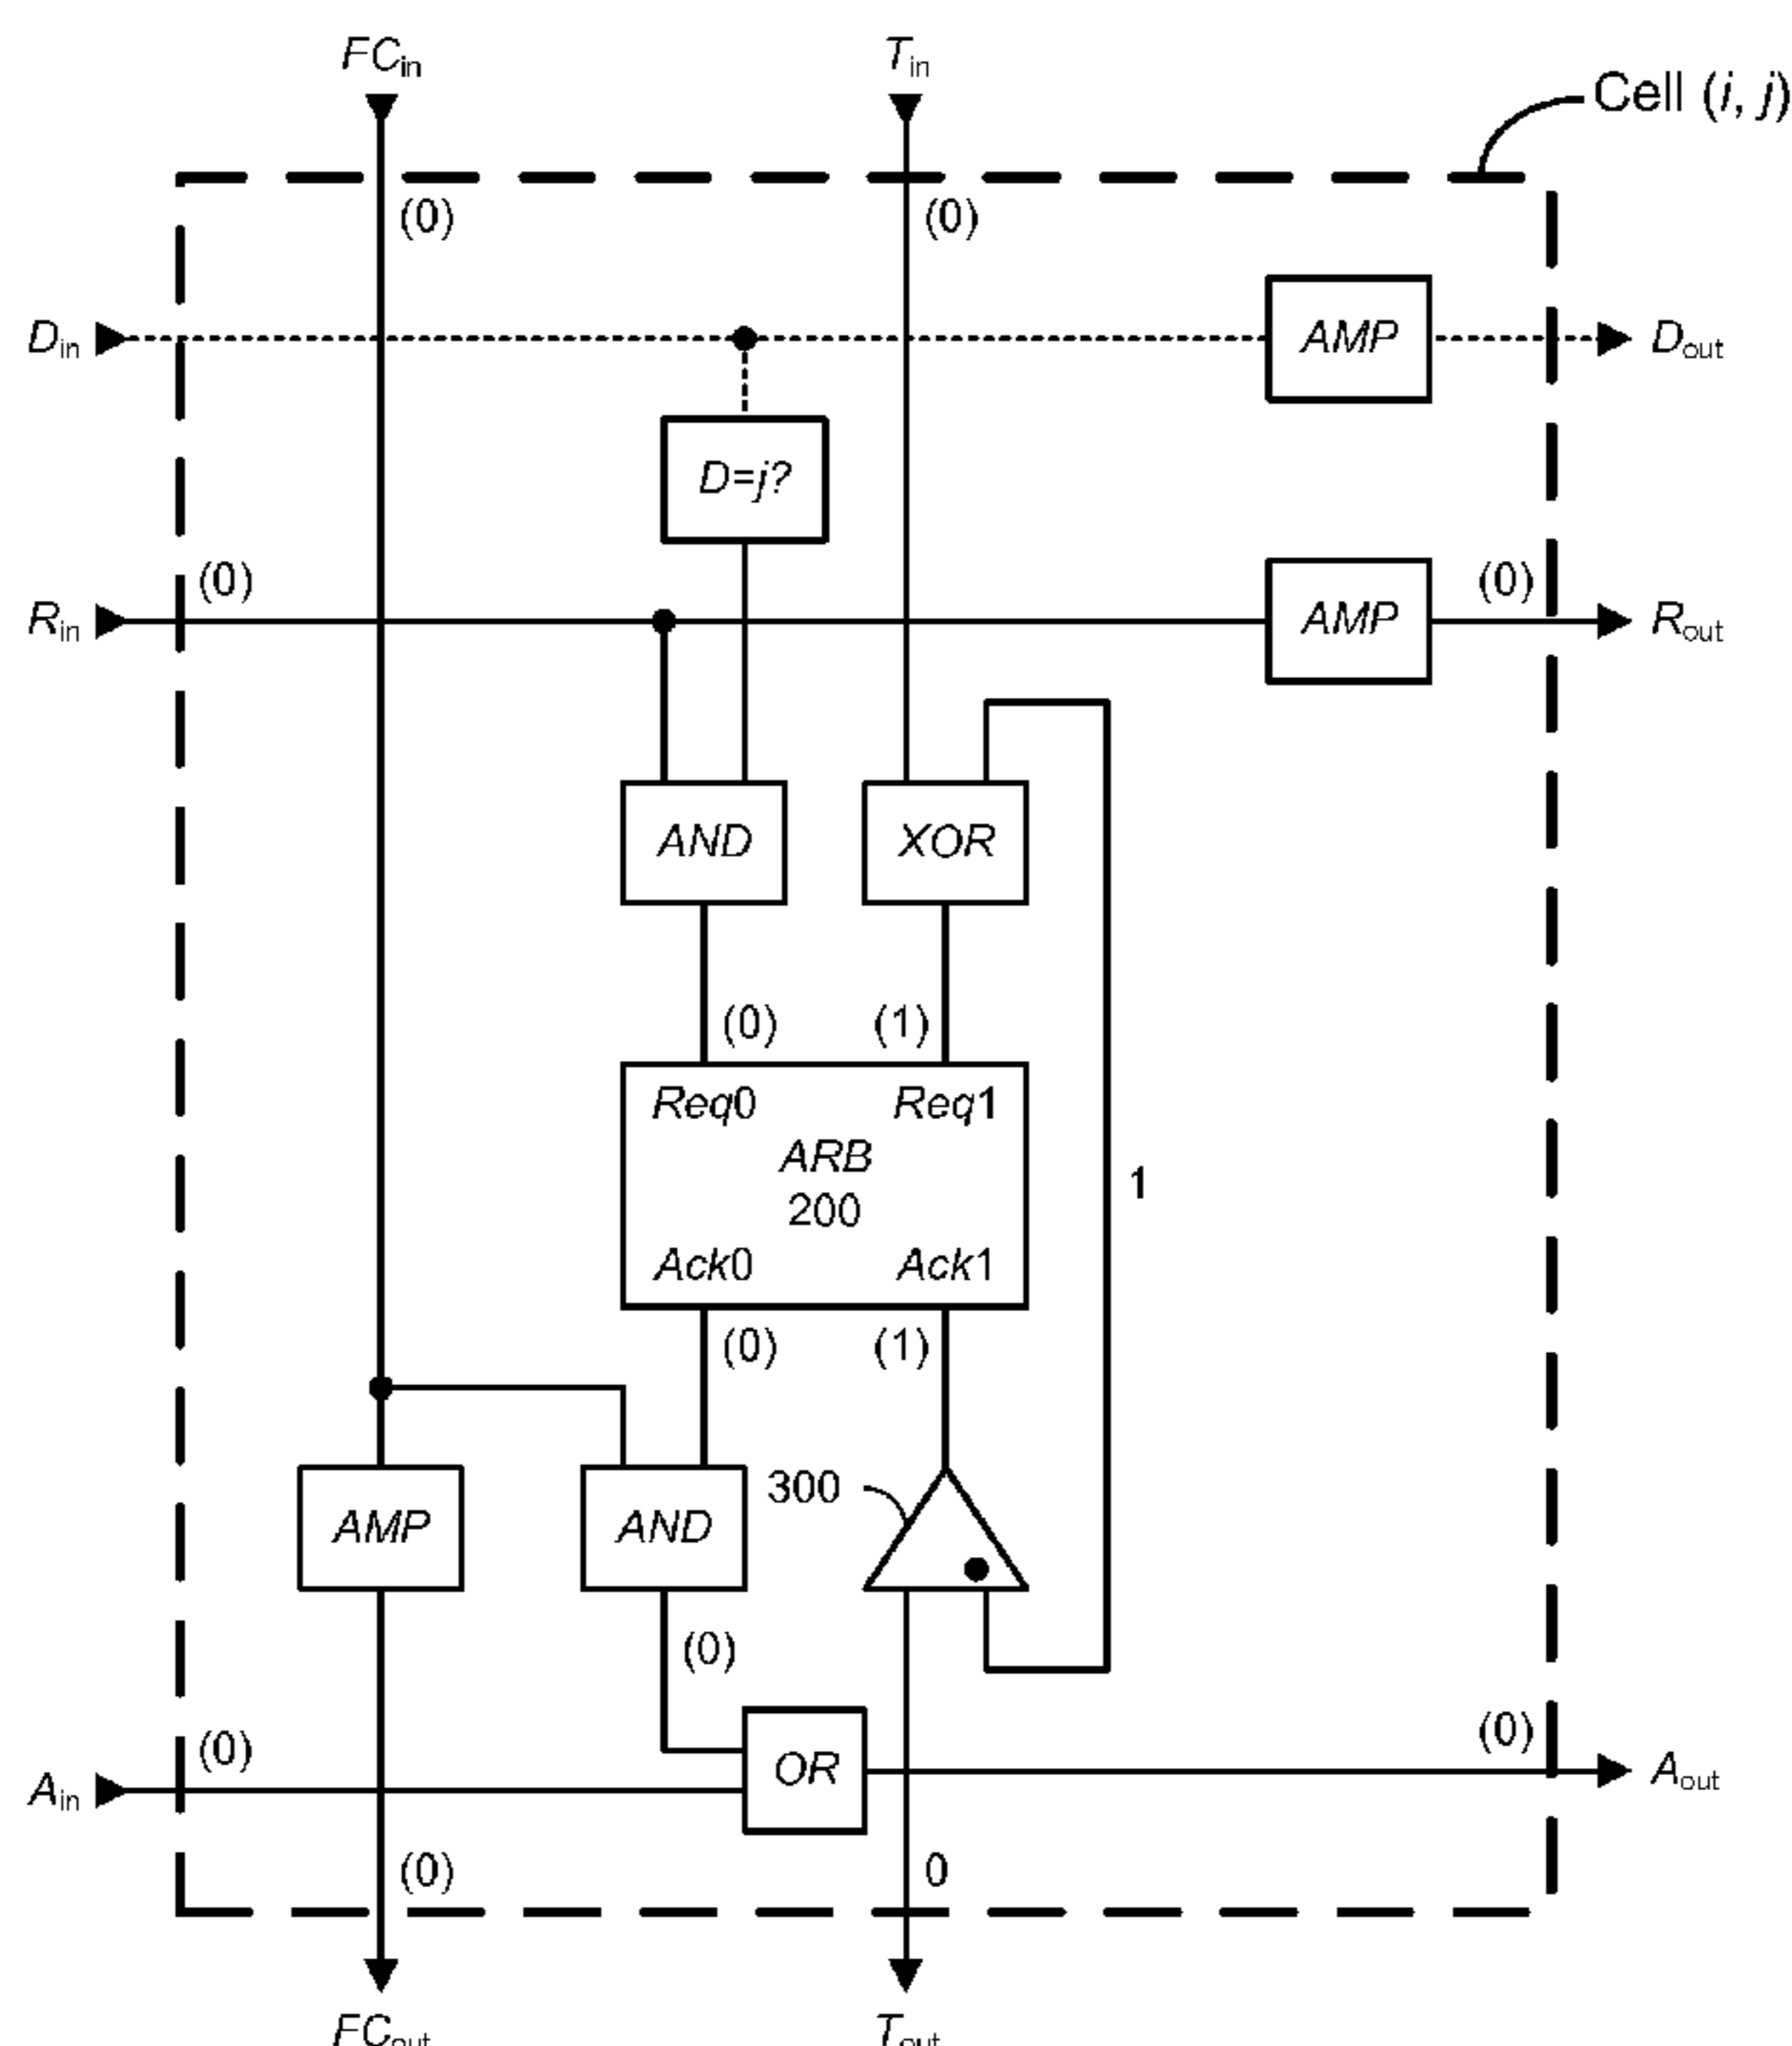 FCin Tin
Cell (i, j)
(0) (0)
Din AMP Dout
D=j?
(0) (0)
Rin AMP Rout
AND XOR
(0) (1)
Req0 Req1
ARB
200
1
Ack0 Ack1
(0) (1)
300
AMP AND
(0)
(0) OR (0)
Ain Aout
(0) 0
FCout Tout